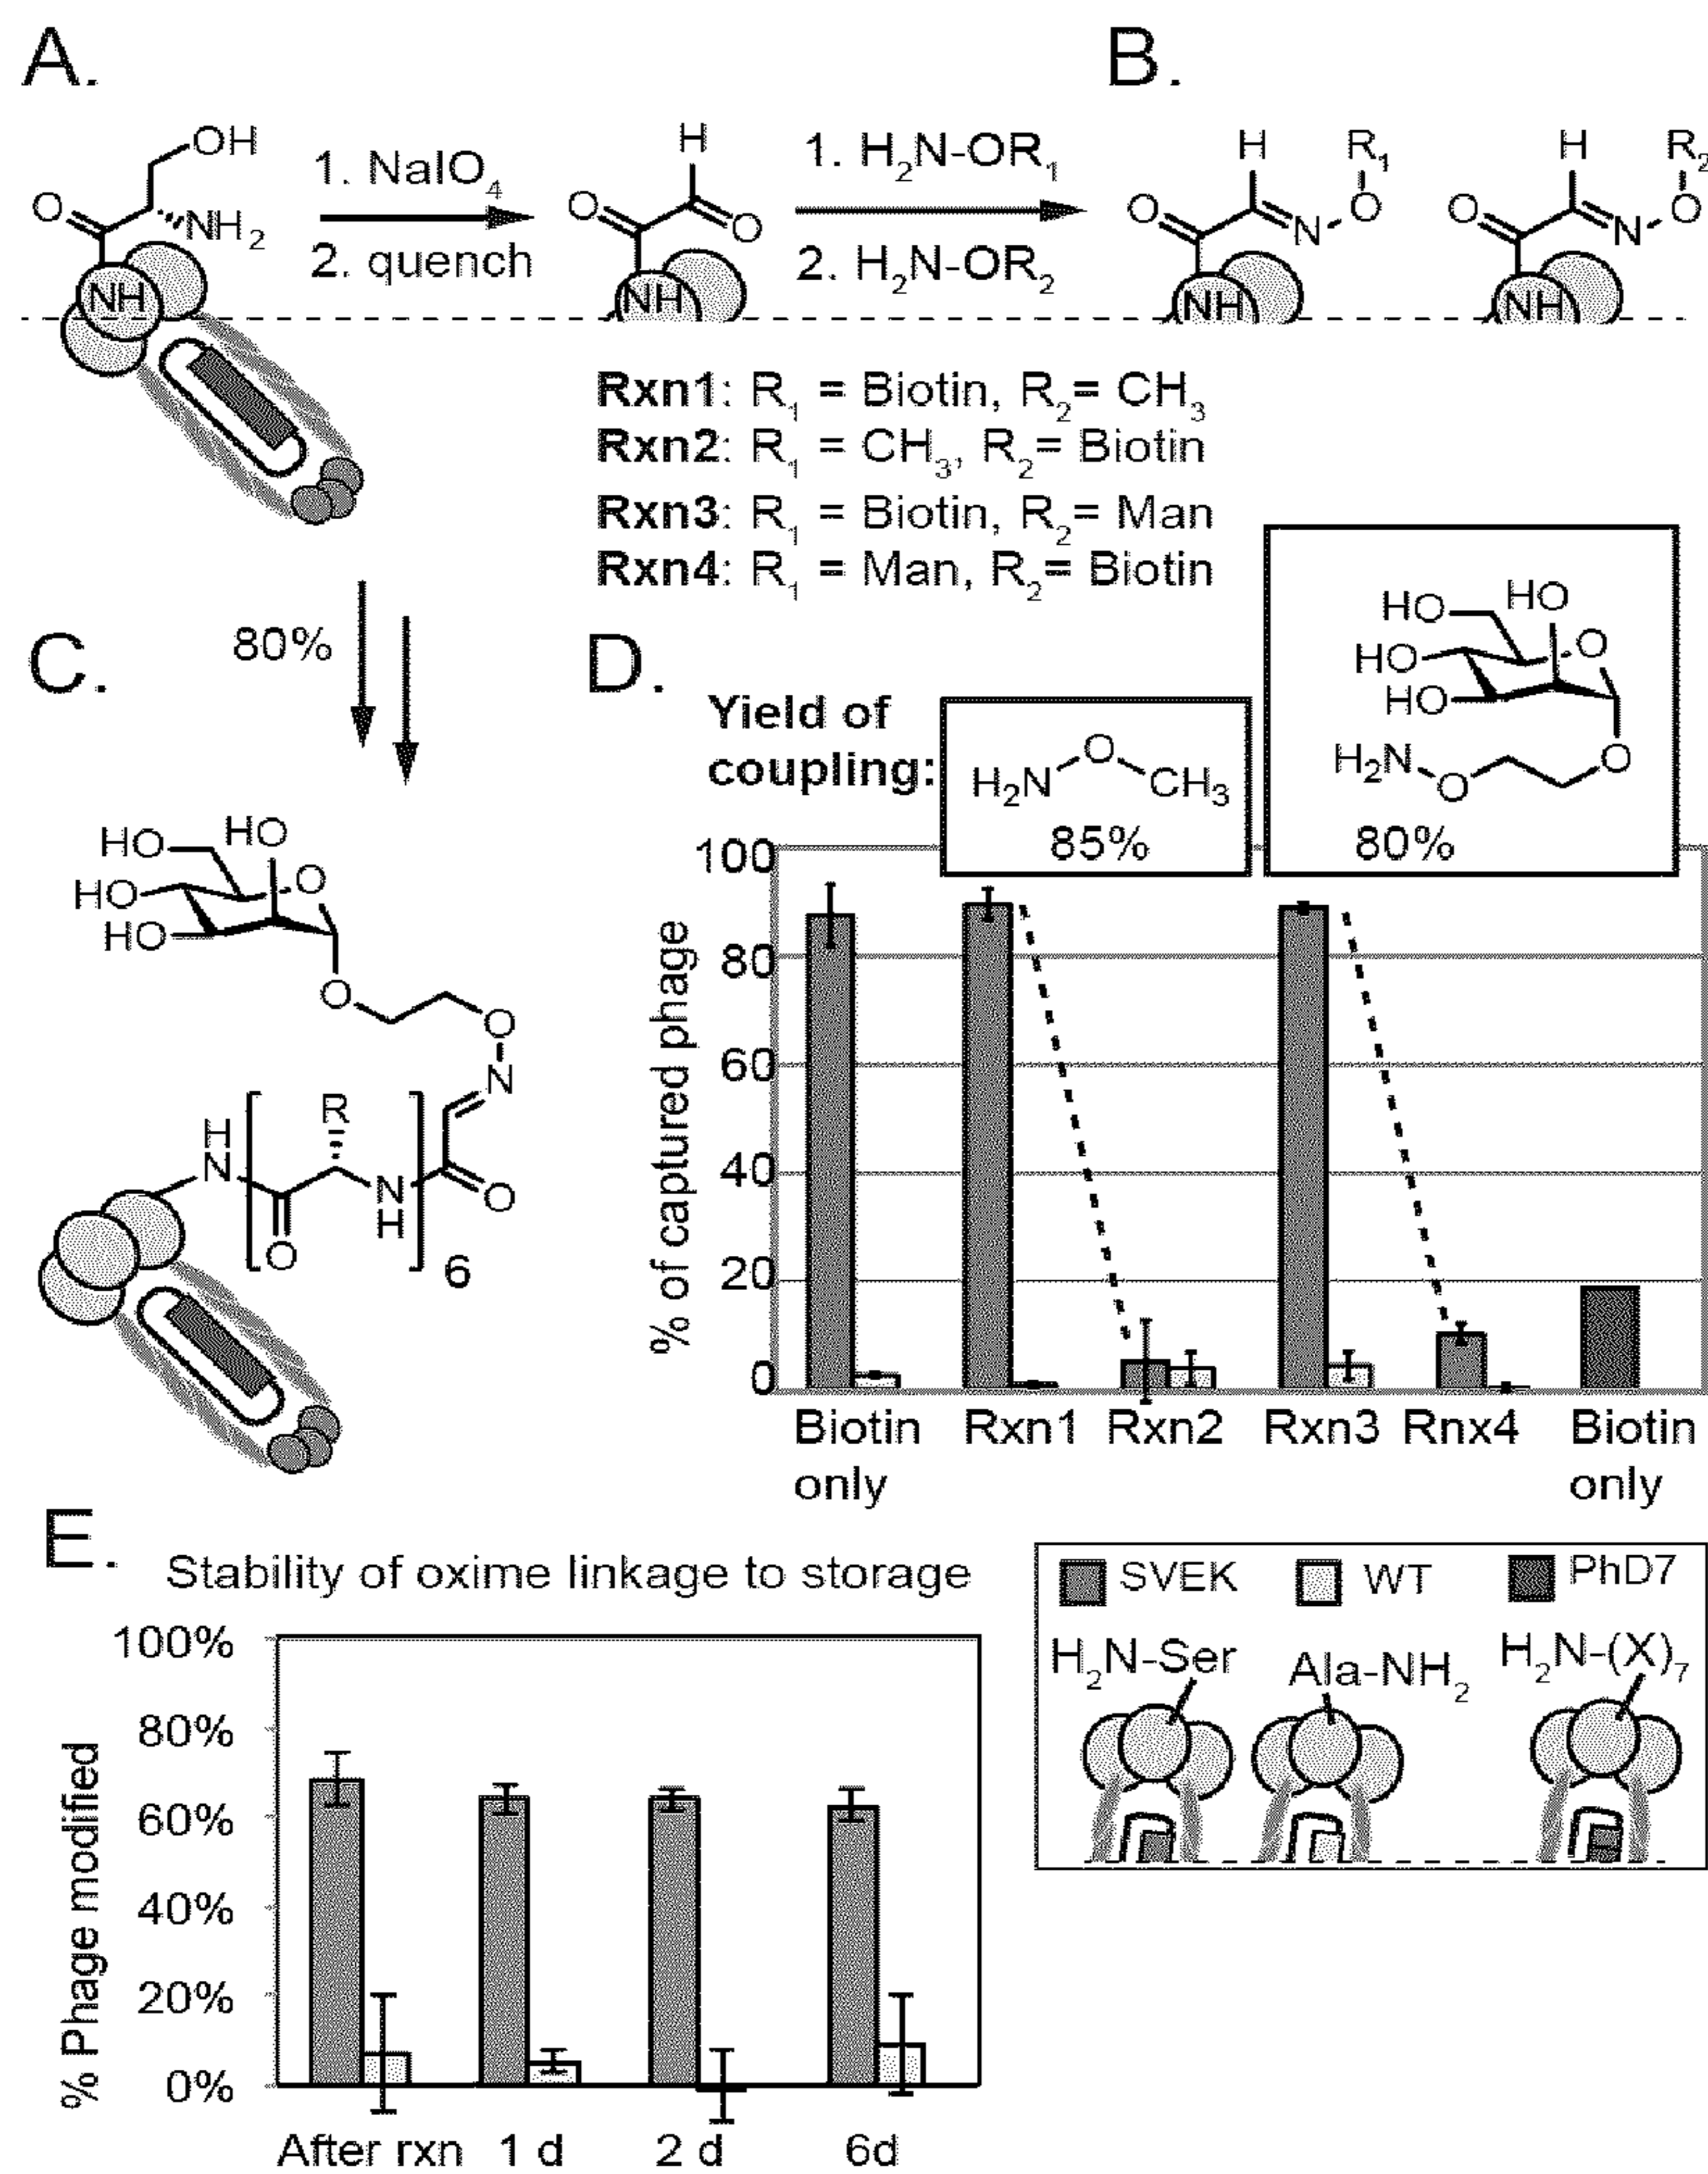 A.
B.
OH
O
NH2
NH
1. NaIO4
2. quench
H
O
O
NH
1. H2N-OR1
2. H2N-OR2
H
R1
O
N
O
NH
H
R2
O
N
O
NH
Rxn1: R1 = Biotin, R2= CH3
Rxn2: R1 = CH3, R2= Biotin
Rxn3: R1 = Biotin, R2= Man
Rxn4: R1 = Man, R2= Biotin
C.
80%
HO
HO
HO
HO
O
O
O
N
H
N
R
N
H
O
O
6
D.
Yield of
coupling:
H2N
O
CH3
85%
HO
HO
HO
HO
O
H2N
O
O
80%
% of captured phage
100
80
60
40
20
0
Biotin
only
Rxn1
Rxn2
Rxn3
Rnx4
Biotin
only
E.
Stability of oxime linkage to storage
% Phage modified
100%
80%
60%
40%
20%
0%
After rxn
1 d
2 d
6d
SVEK
WT
PhD7
H2N-Ser
Ala-NH2
H2N-(X)7